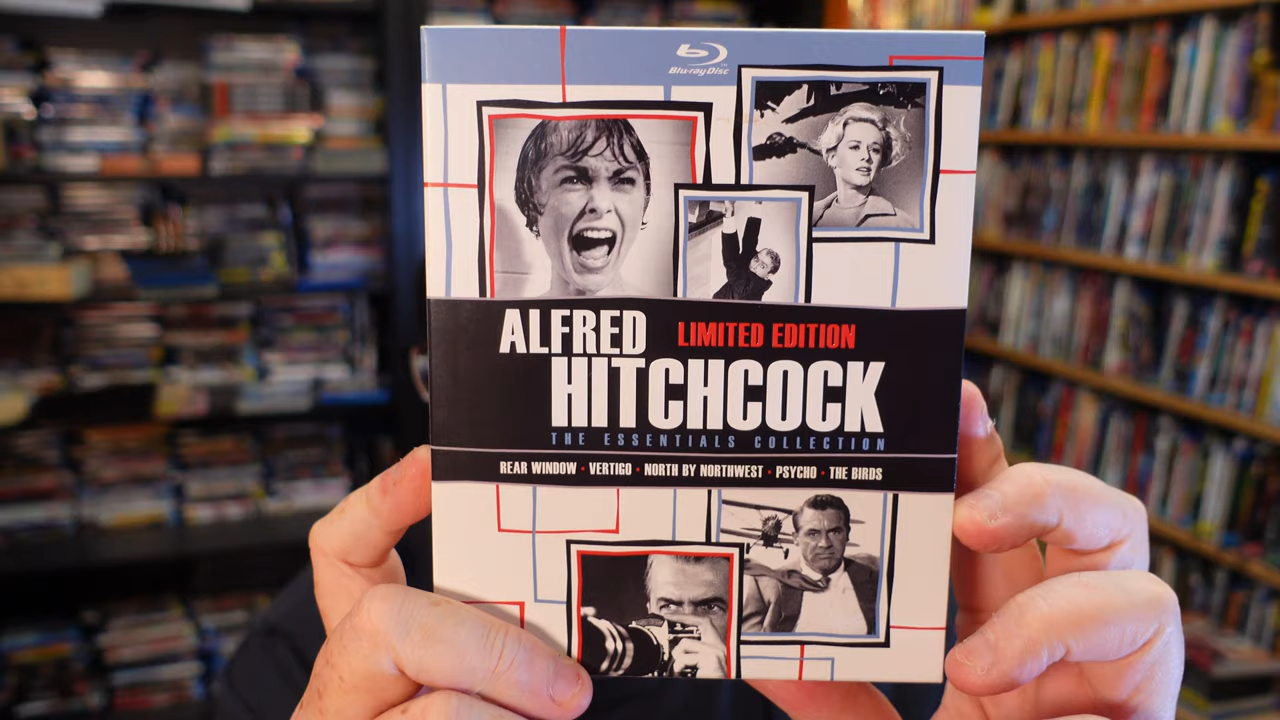 Blu-ray Disc
ALFRED LIMITED EDITION
HITCHCOCK
THE ESSENTIALS COLLECTION
REAR WINDOW • VERTIGO • NORTH BY NORTHWEST • PSYCHO • THE BIRDS